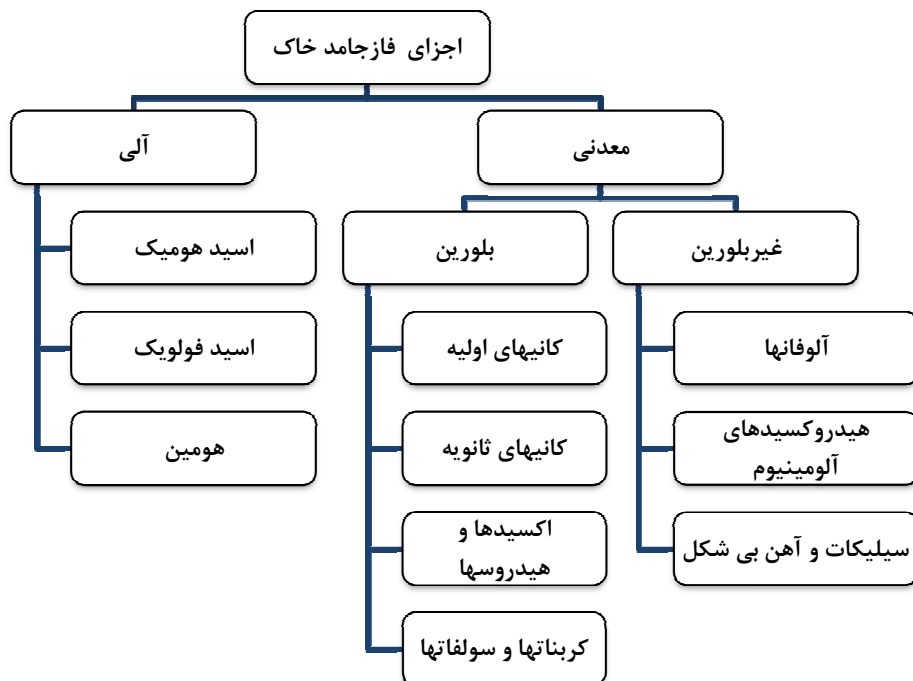 اجزای فازجامد خاک
معدنی
آلی
غیربلورین
بلورین
آلوفانها
هیدروکسیدهای
آلومینیوم
سیلیکات و آهن بی شکل
کانیهای اولیه
کانیهای ثانویه
اکسیدها و
هیدروسها
کربناتها و سولفاتها
اسید هومیک
اسید فولویک
هومین